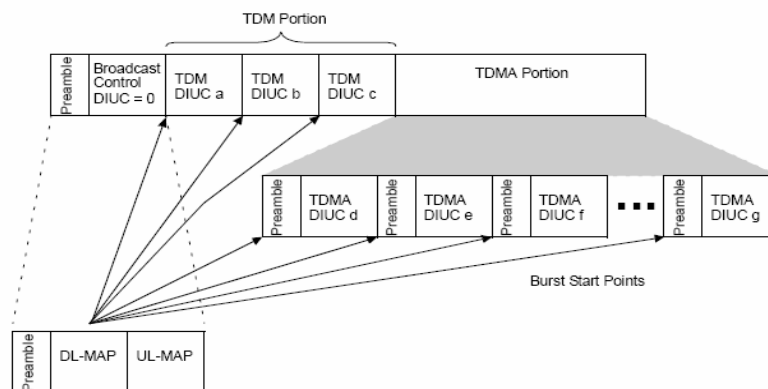 TDM Portion
Preamble
Broadcast
Control
DIUC = 0
TDM
DIUC a
TDM
DIUC b
TDM
DIUC c
TDMA Portion
Preamble
TDMA
DIUC d
Preamble
TDMA
DIUC e
Preamble
TDMA
DIUC f
Preamble
TDMA
DIUC g
Burst Start Points
Preamble
DL-MAP
UL-MAP